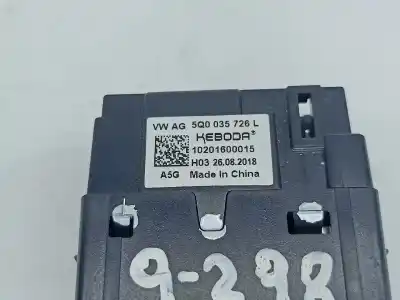 VW AG 5Q0 035 726 L
KEBODA®
10201600015
H03 26.08.2018
A5G Made in China
9-298